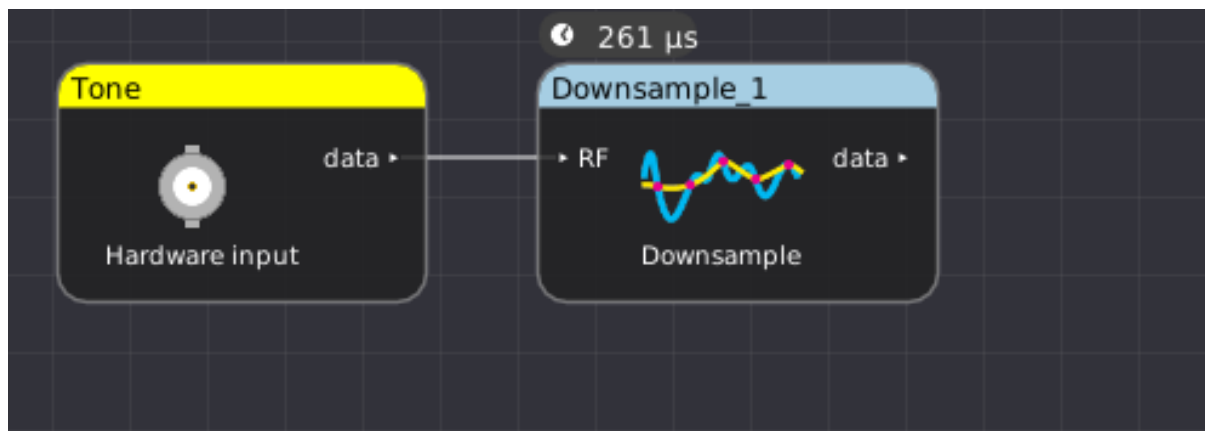 261 µs
Tone
Downsample_1
data
RF
data
Hardware input
Downsample